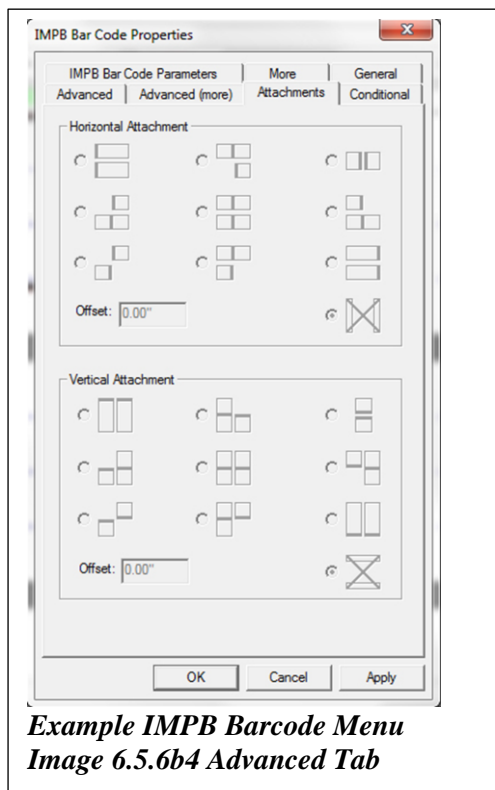 IMPB Bar Code Properties
IMPB Bar Code Parameters More General
Advanced Advanced (more) Attachments Conditional
Horizontal Attachment
Offset: 0.00"
Vertical Attachment
Offset: 0.00"
OK Cancel Apply
Example IMPB Barcode Menu
Image 6.5.6b4 Advanced Tab